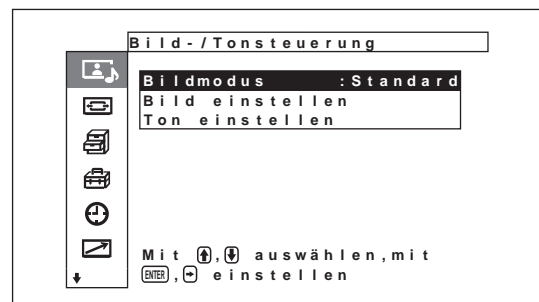 Bild-/Tonsteuerung
Bildmodus :Standard
Bild einstellen
Ton einstellen
Mit ↑,↓ auswählen,mit
ENTER,→ einstellen